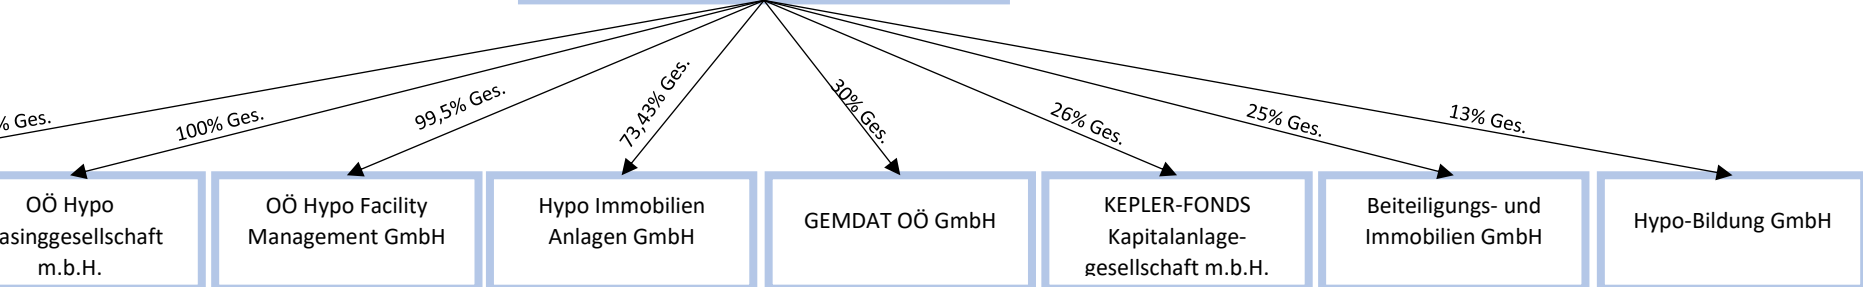 % Ges.
100% Ges.
99,5% Ges.
73,43% Ges.
30% Ges.
26% Ges.
25% Ges.
13% Ges.
OÖ Hypo
asinggesellschaft
m.b.H.
OÖ Hypo Facility
Management GmbH
Hypo Immobilien
Anlagen GmbH
GEMDAT OÖ GmbH
KEPLER-FONDS
Kapitalanlage-
gesellschaft m.b.H.
Beiteiligungs- und
Immobilien GmbH
Hypo-Bildung GmbH